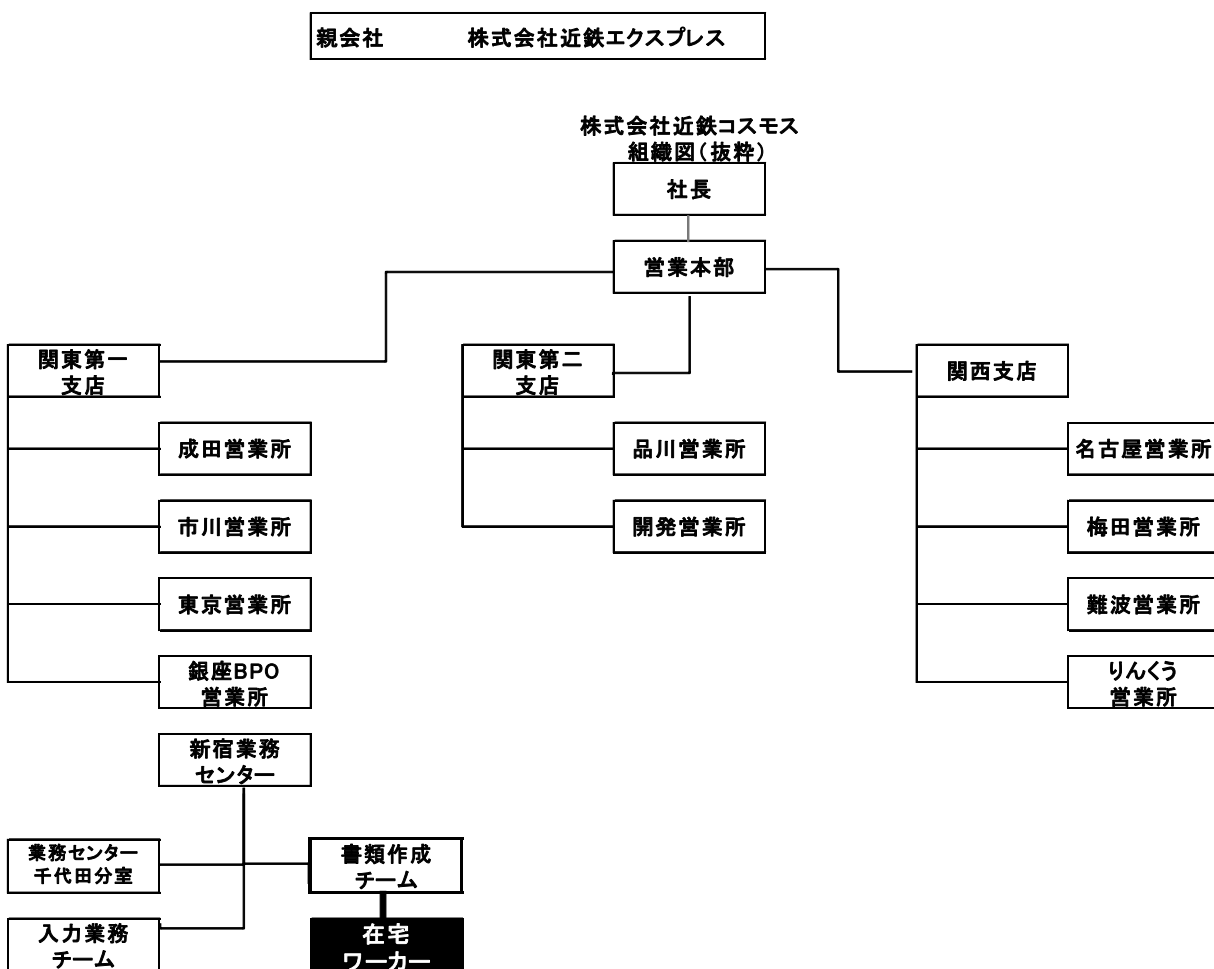 親会社 株式会社近鉄エクスプレス
株式会社近鉄コスモス
組織図（抜粋）
社長
営業本部
関東第一
支店
関東第二
支店
関西支店
成田営業所
品川営業所
名古屋営業所
市川営業所
開発営業所
梅田営業所
東京営業所
難波営業所
銀座BPO
営業所
りんくう
営業所
新宿業務
センター
業務センター
千代田分室
書類作成
チーム
入力業務
チーム
在宅
ワーカー